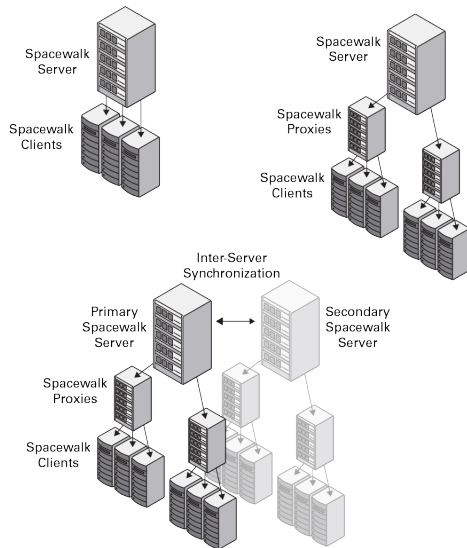 Spacewalk
Server
Spacewalk
Clients
Spacewalk
Server
Spacewalk
Proxies
Spacewalk
Clients
Inter-Server
Synchronization
Primary
Spacewalk
Server
Secondary
Spacewalk
Server
Spacewalk
Proxies
Spacewalk
Clients